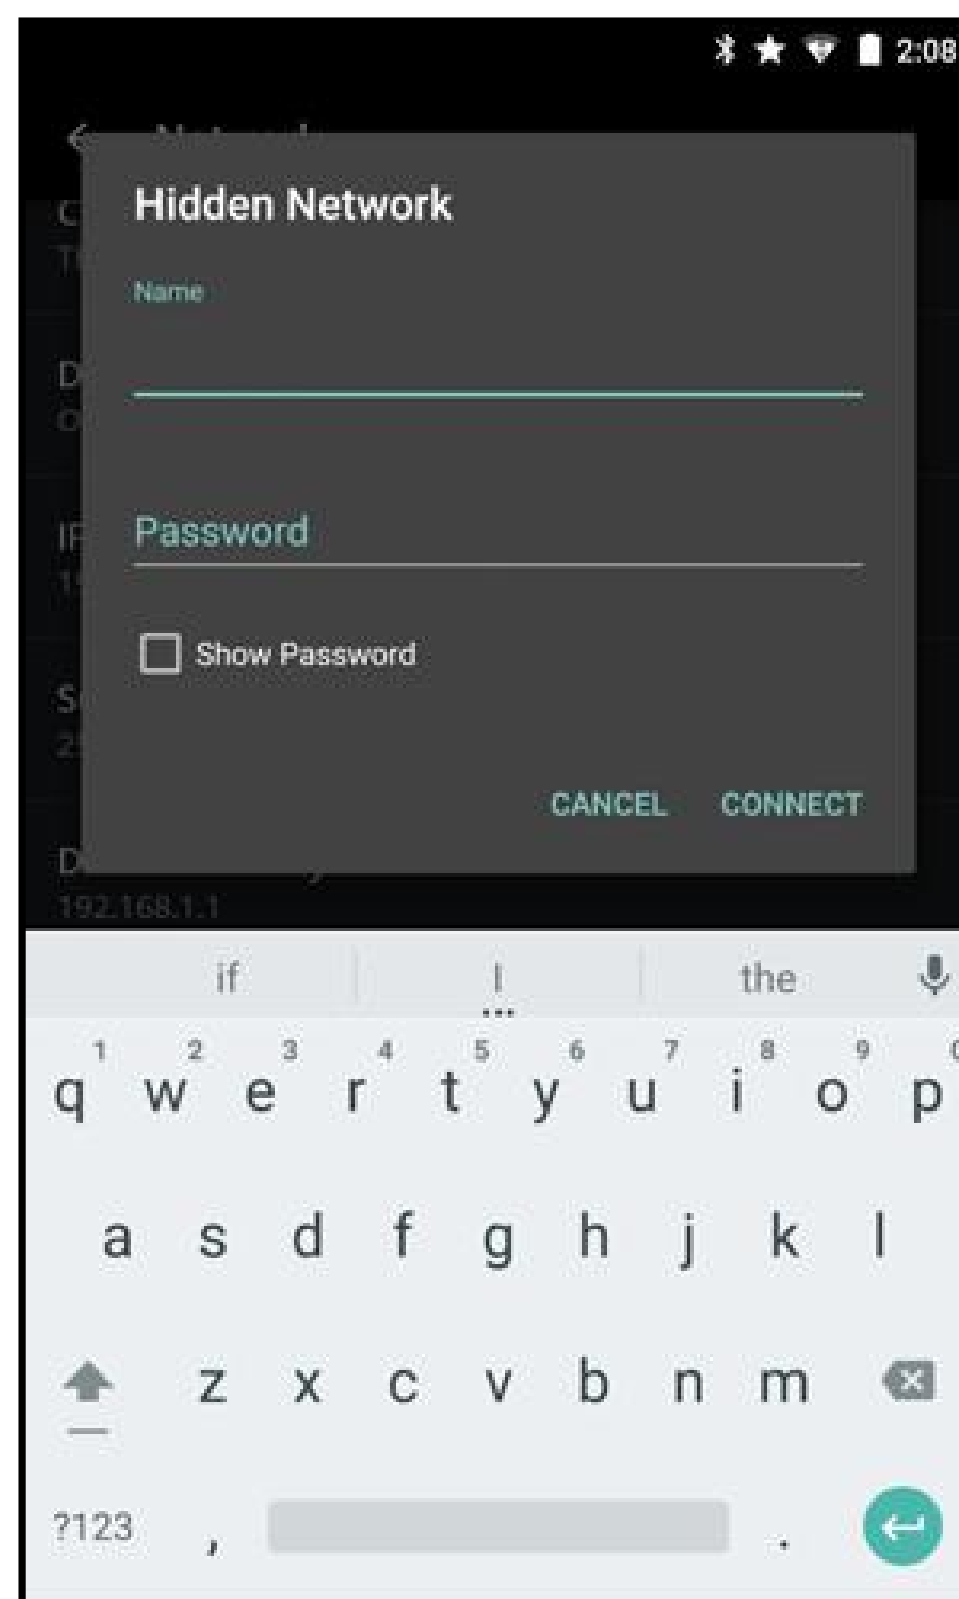 2:08
Hidden Network
Name
Password
Show Password
CANCEL CONNECT
192.168.1.1
if I the
1 2 3 4 5 6 7 8 9
q w e r t y u i o p
a s d f g h j k l
z x c v b n m
?123 , .